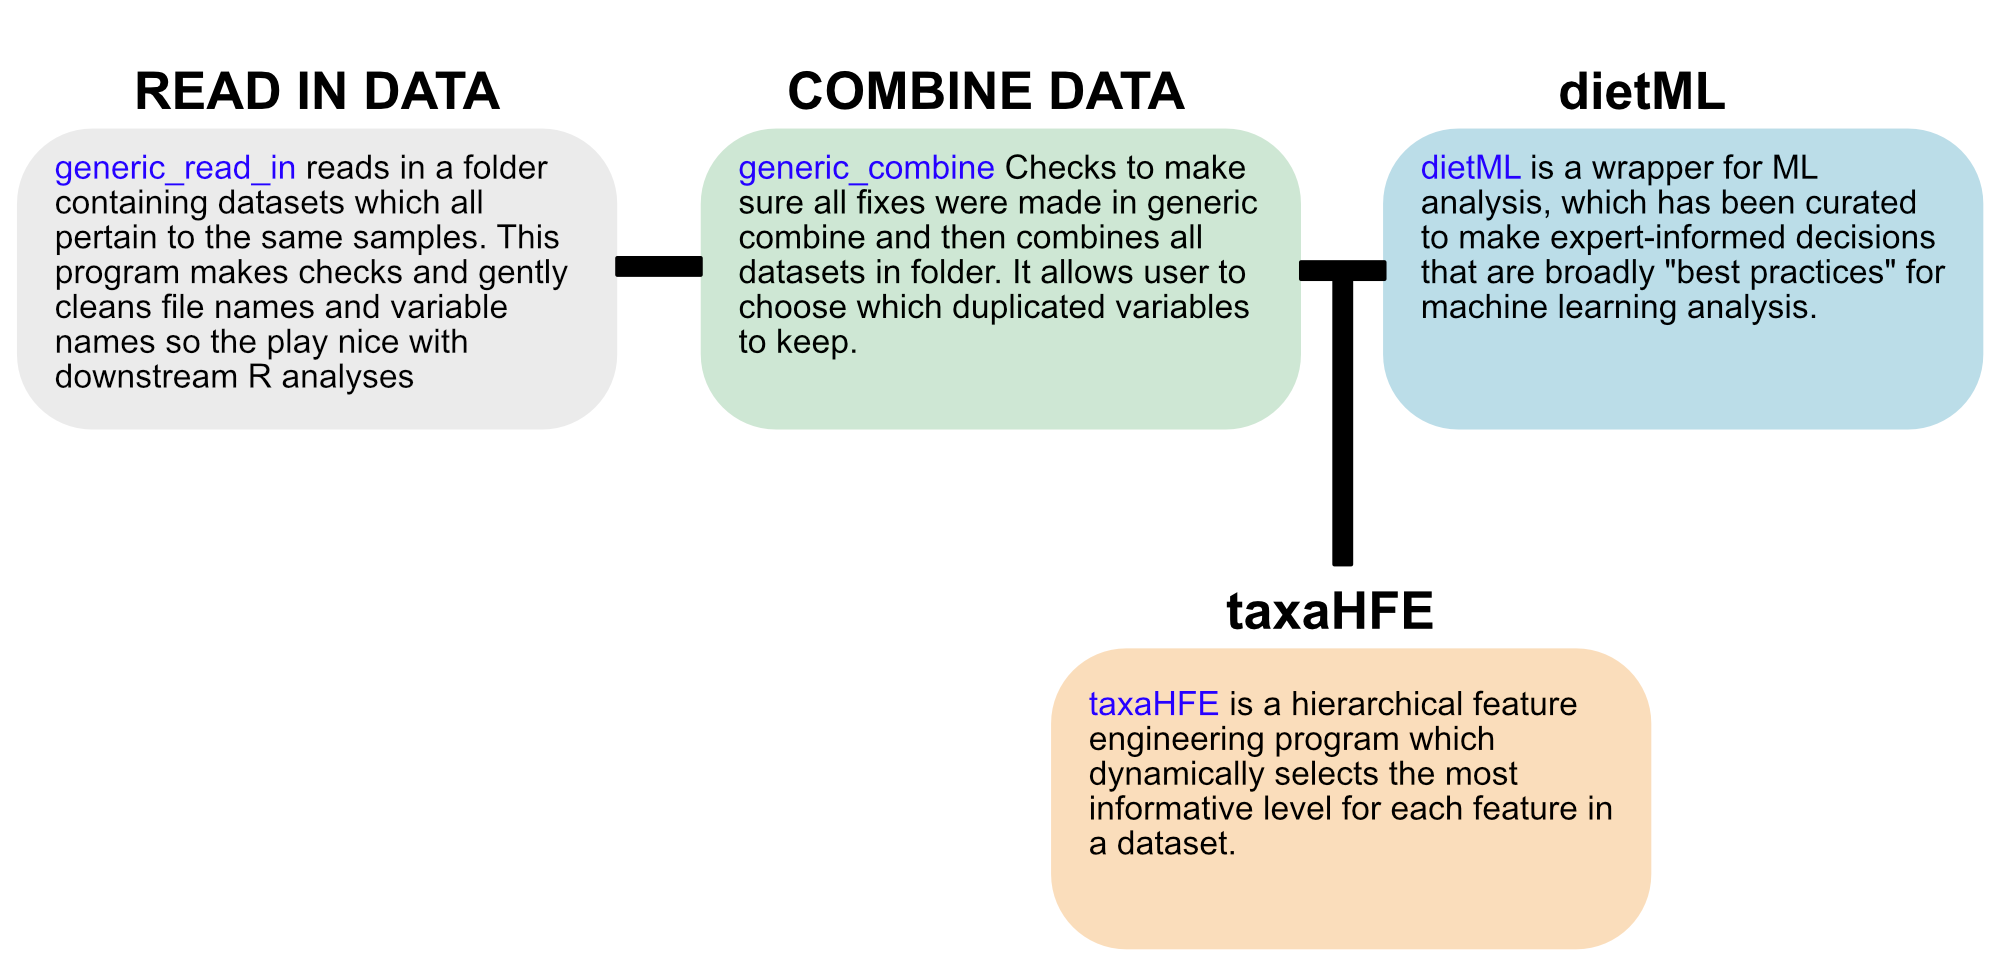 READ IN DATA
generic_read_in reads in a folder
containing datasets which all
pertain to the same samples. This
program makes checks and gently
cleans file names and variable
names so the play nice with
downstream R analyses
COMBINE DATA
generic_combine Checks to make
sure all fixes were made in generic
combine and then combines all
datasets in folder. It allows user to
choose which duplicated variables
to keep.
dietML
dietML is a wrapper for ML
analysis, which has been curated
to make expert-informed decisions
that are broadly "best practices" for
machine learning analysis.
taxaHFE
taxaHFE is a hierarchical feature
engineering program which
dynamically selects the most
informative level for each feature in
a dataset.